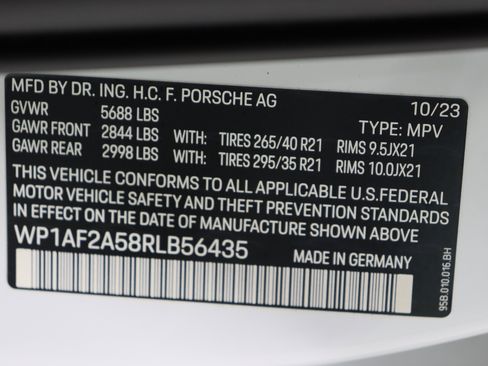 MFD BY DR. ING. H.C. F. PORSCHE AG 10/23
GVWR 5688 LBS TYPE: MPV
GAWR FRONT 2844 LBS WITH: TIRES 265/40 R21 RIMS 9.5JX21
GAWR REAR 2998 LBS WITH: TIRES 295/35 R21 RIMS 10.0JX21
THIS VEHICLE CONFORMS TO ALL APPLICABLE U.S.FEDERAL
MOTOR VEHICLE SAFETY AND THEFT PREVENTION STANDARDS
IN EFFECT ON THE DATE OF MANUFACTURE SHOWN ABOVE
WP1AF2A58RLB56435 MADE IN GERMANY
95B.010.016.BH